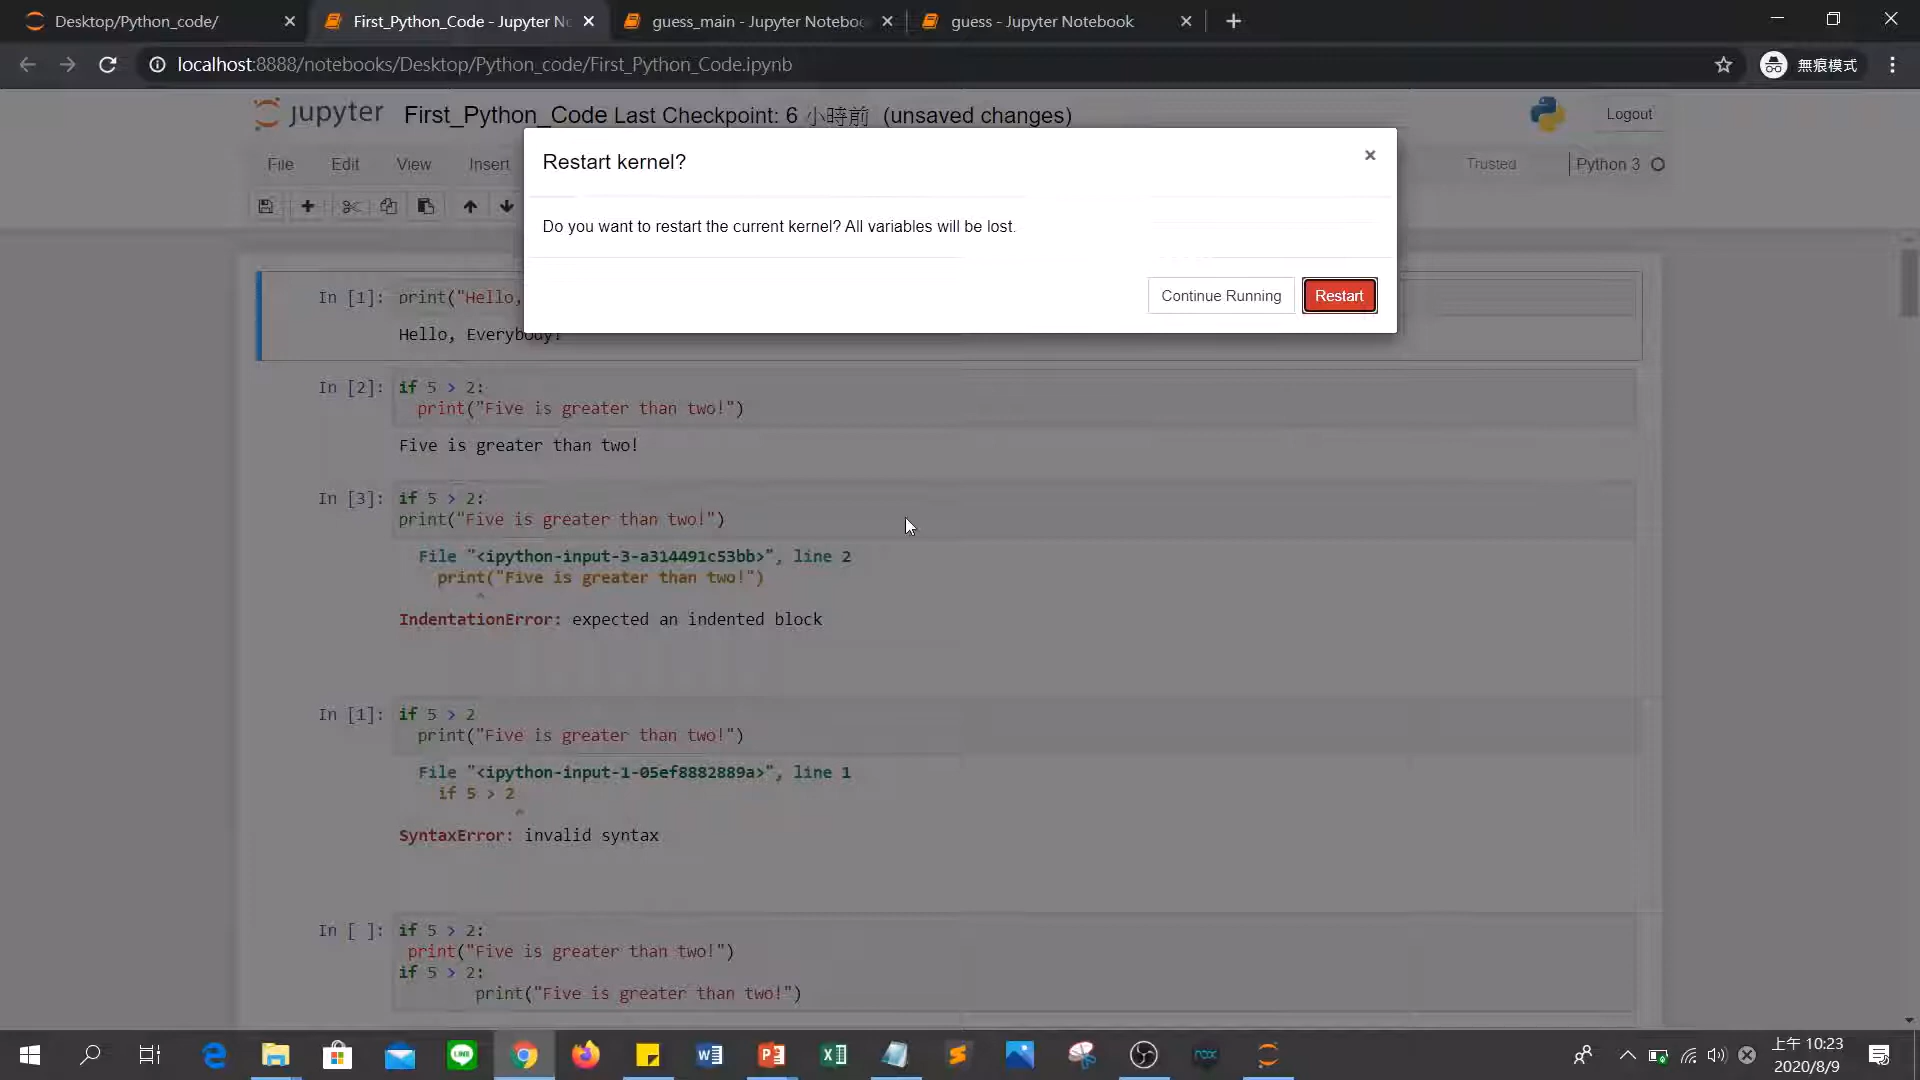 Desktop/Python_code/
First_Python_Code - Jupyter No
guess_main - Jupyter Noteboo
guess - Jupyter Notebook
localhost:8888/notebooks/Desktop/Python_code/First_Python_Code.ipynb
無痕模式
jupyter
First_Python_Code Last Checkpoint: 6 小時前 (unsaved changes)
Logout
File Edit View Insert
Trusted
Python 3
Restart kernel?
Do you want to restart the current kernel? All variables will be lost.
Continue Running
Restart
In [1]: print("Hello,
Hello, Everybody!
In [2]: if 5 > 2:
print("Five is greater than two!")
Five is greater than two!
In [3]: if 5 > 2:
print("Five is greater than two!")
File "<ipython-input-3-a314491c53bb>", line 2
print("Five is greater than two!")
^
IndentationError: expected an indented block
In [1]: if 5 > 2
print("Five is greater than two!")
File "<ipython-input-1-05ef8882889a>", line 1
if 5 > 2
^
SyntaxError: invalid syntax
In [ ]: if 5 > 2:
print("Five is greater than two!")
if 5 > 2:
print("Five is greater than two!")
LINE
nox
上午 10:23
2020/8/9